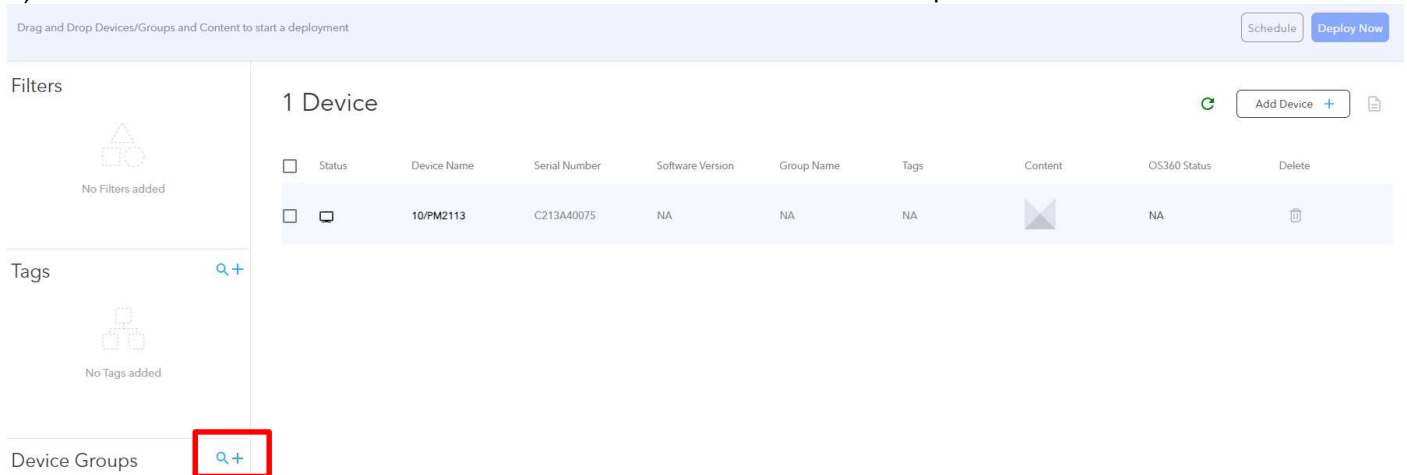 Drag and Drop Devices/Groups and Content to start a deployment
Schedule
Deploy Now
Filters
No Filters added
1 Device
Add Device +
Status Device Name Serial Number Software Version Group Name Tags Content OS360 Status Delete
10/PM2113 C213A4007S NA NA NA NA
Tags
No Tags added
Device Groups